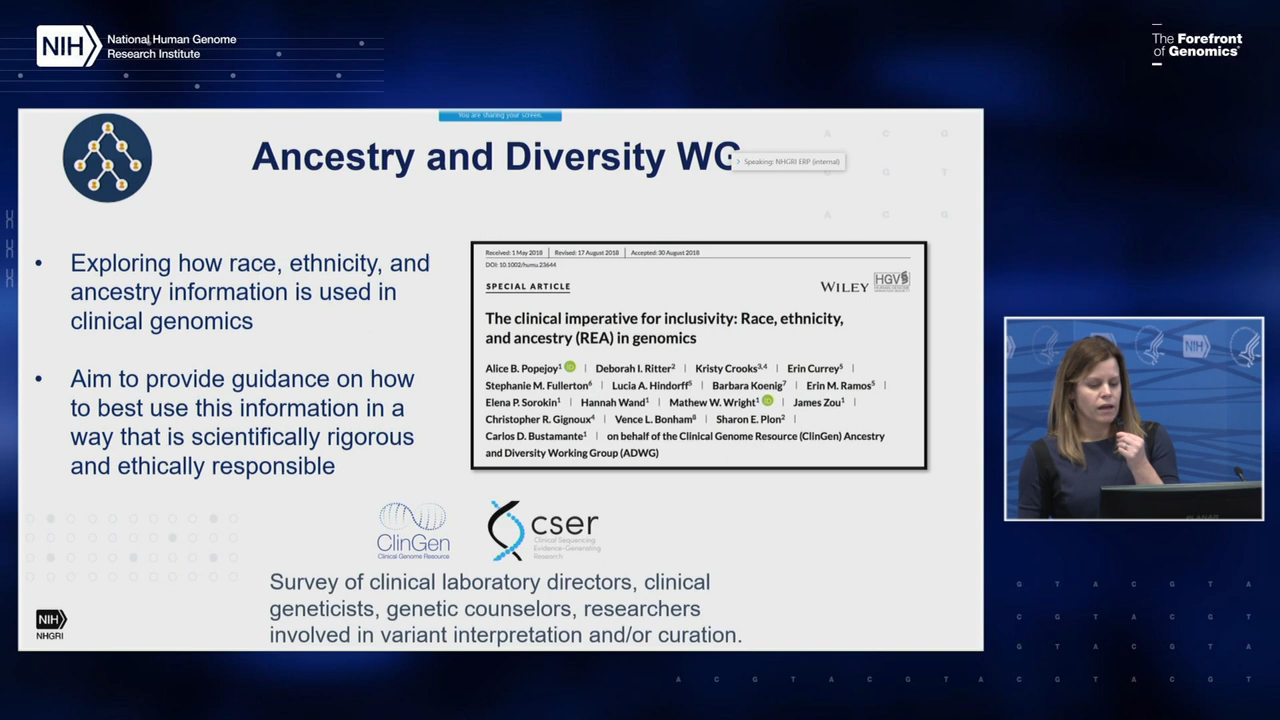 NIH
National Human Genome
Research Institute
The Forefront
of Genomics
You are sharing your screen.
Ancestry and Diversity WG
Speaking: NHGRI ERP (internal)
A C G
G G T
A C G
• Exploring how race, ethnicity, and
ancestry information is used in
clinical genomics
• Aim to provide guidance on how
to best use this information in a
way that is scientifically rigorous
and ethically responsible
Received: 1 May 2018 | Revised: 17 August 2018 | Accepted: 30 August 2018
DOI: 10.1002/humu.23644
SPECIAL ARTICLE
WILEY
HGV
The clinical imperative for inclusivity: Race, ethnicity,
and ancestry (REA) in genomics
Alice B. Popejoy1 iD | Deborah I. Ritter2 | Kristy Crooks3,4 | Erin Currey5 |
Stephanie M. Fullerton6 | Lucia A. Hindorff5 | Barbara Koenig7 | Erin M. Ramos5 |
Elena P. Sorokin1 | Hannah Wand1 | Mathew W. Wright1 iD | James Zou1 |
Christopher R. Gignoux4 | Vence L. Bonham8 | Sharon E. Plon2 |
Carlos D. Bustamante1 | on behalf of the Clinical Genome Resource (ClinGen) Ancestry
and Diversity Working Group (ADWG)
ClinGen
Clinical Genome Resource
cser
Clinical Sequencing
Evidence-Generating
Research
Survey of clinical laboratory directors, clinical
geneticists, genetic counselors, researchers
involved in variant interpretation and/or curation.
NIH
NHGRI
NIH
G T A C G T A
C G T A C G T
G T A C G T A
A C G T A C G T A C G T A C G T